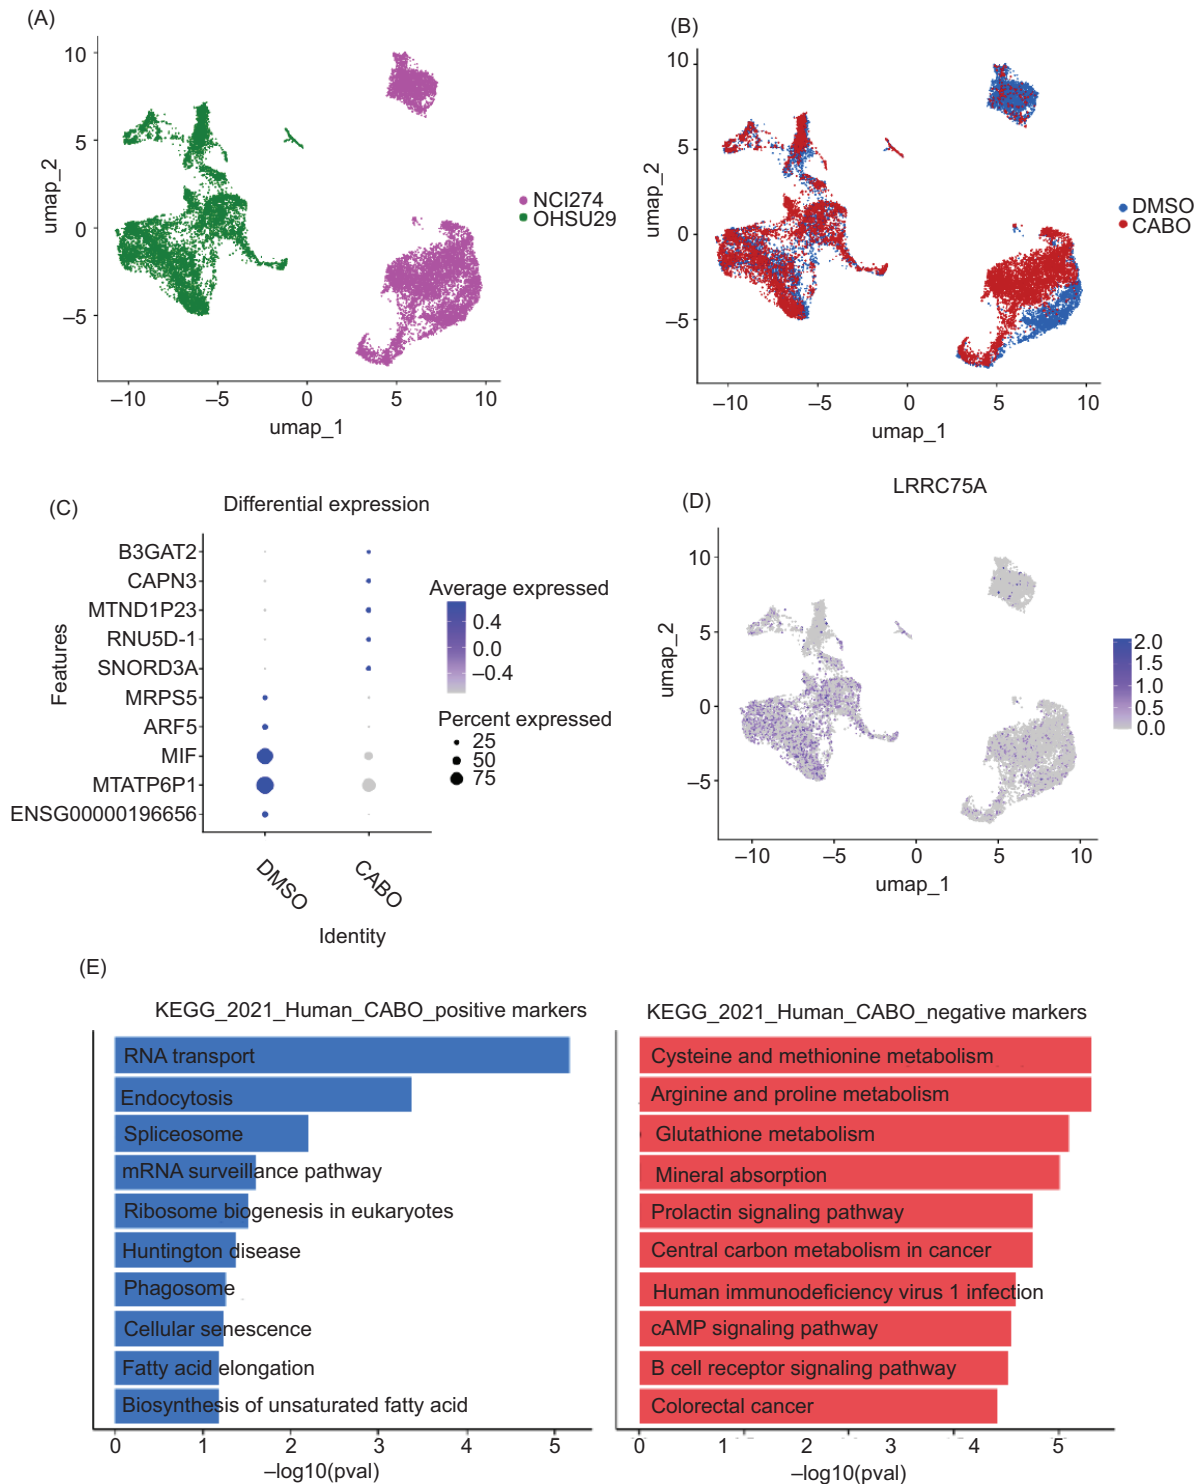 (A)
10
5
0
–5
umap_2
–10
–5
0
5
10
umap_1
NCI274
OHSU29
(B)
10
5
0
–5
umap_2
–10
–5
0
5
10
umap_1
DMSO
CABO
(C)
Differential expression
Features
B3GAT2
CAPN3
MTND1P23
RNU5D-1
SNORD3A
MRPS5
ARF5
MIF
MTATP6P1
ENSG00000196656
DMSO
CABO
Identity
Average expressed
0.4
0.0
–0.4
Percent expressed
25
50
75
(D)
LRRC75A
10
5
0
–5
umap_2
–10
–5
0
5
10
umap_1
2.0
1.5
1.0
0.0
(E)
KEGG_2021_Human_CABO_positive markers
RNA transport
Endocytosis
Spliceosome
mRNA surveillance pathway
Ribosome biogenesis in eukaryotes
Huntington disease
Phagosome
Cellular senescence
Fatty acid elongation
Biosynthesis of unsaturated fatty acid
0
1
2
3
4
5
–log10(pval)
KEGG_2021_Human_CABO_negative markers
Cysteine and methionine metabolism
Arginine and proline metabolism
Glutathione metabolism
Mineral absorption
Prolactin signaling pathway
Central carbon metabolism in cancer
Human immunodeficiency virus 1 infection
cAMP signaling pathway
B cell receptor signaling pathway
Colorectal cancer
0
1
2
3
4
5
–log10(pval)